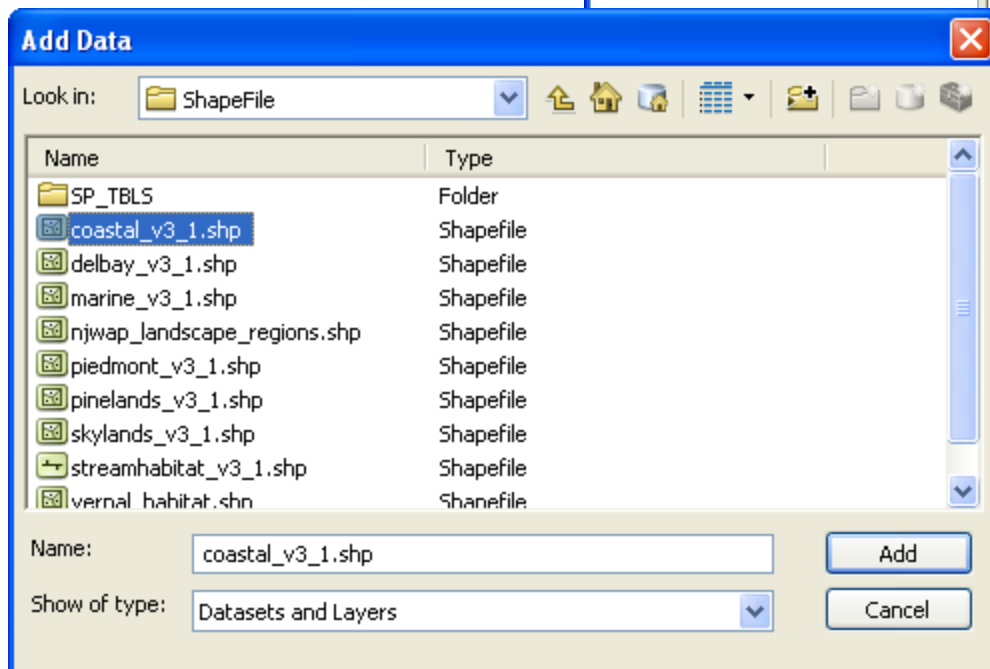 Add Data
Look in: ShapeFile
Name Type
SP_TBLS Folder
coastal_v3_1.shp Shapefile
delbay_v3_1.shp Shapefile
marine_v3_1.shp Shapefile
njwap_landscape_regions.shp Shapefile
piedmont_v3_1.shp Shapefile
pinelands_v3_1.shp Shapefile
skylands_v3_1.shp Shapefile
streamhabitat_v3_1.shp Shapefile
vernal_habitat.shp Shapefile
Name: coastal_v3_1.shp Add
Show of type: Datasets and Layers Cancel